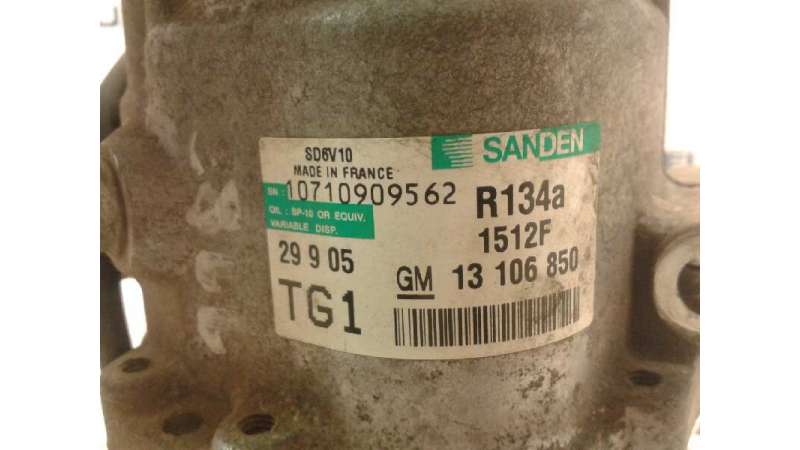 SD6V10
MADE IN FRANCE
SN: 10710909562
OIL: SP-10 OR EQUIV.
VARIABLE DISP.
29 9 05
TG1
SANDEN
R134a
1512F
GM 13 106 850